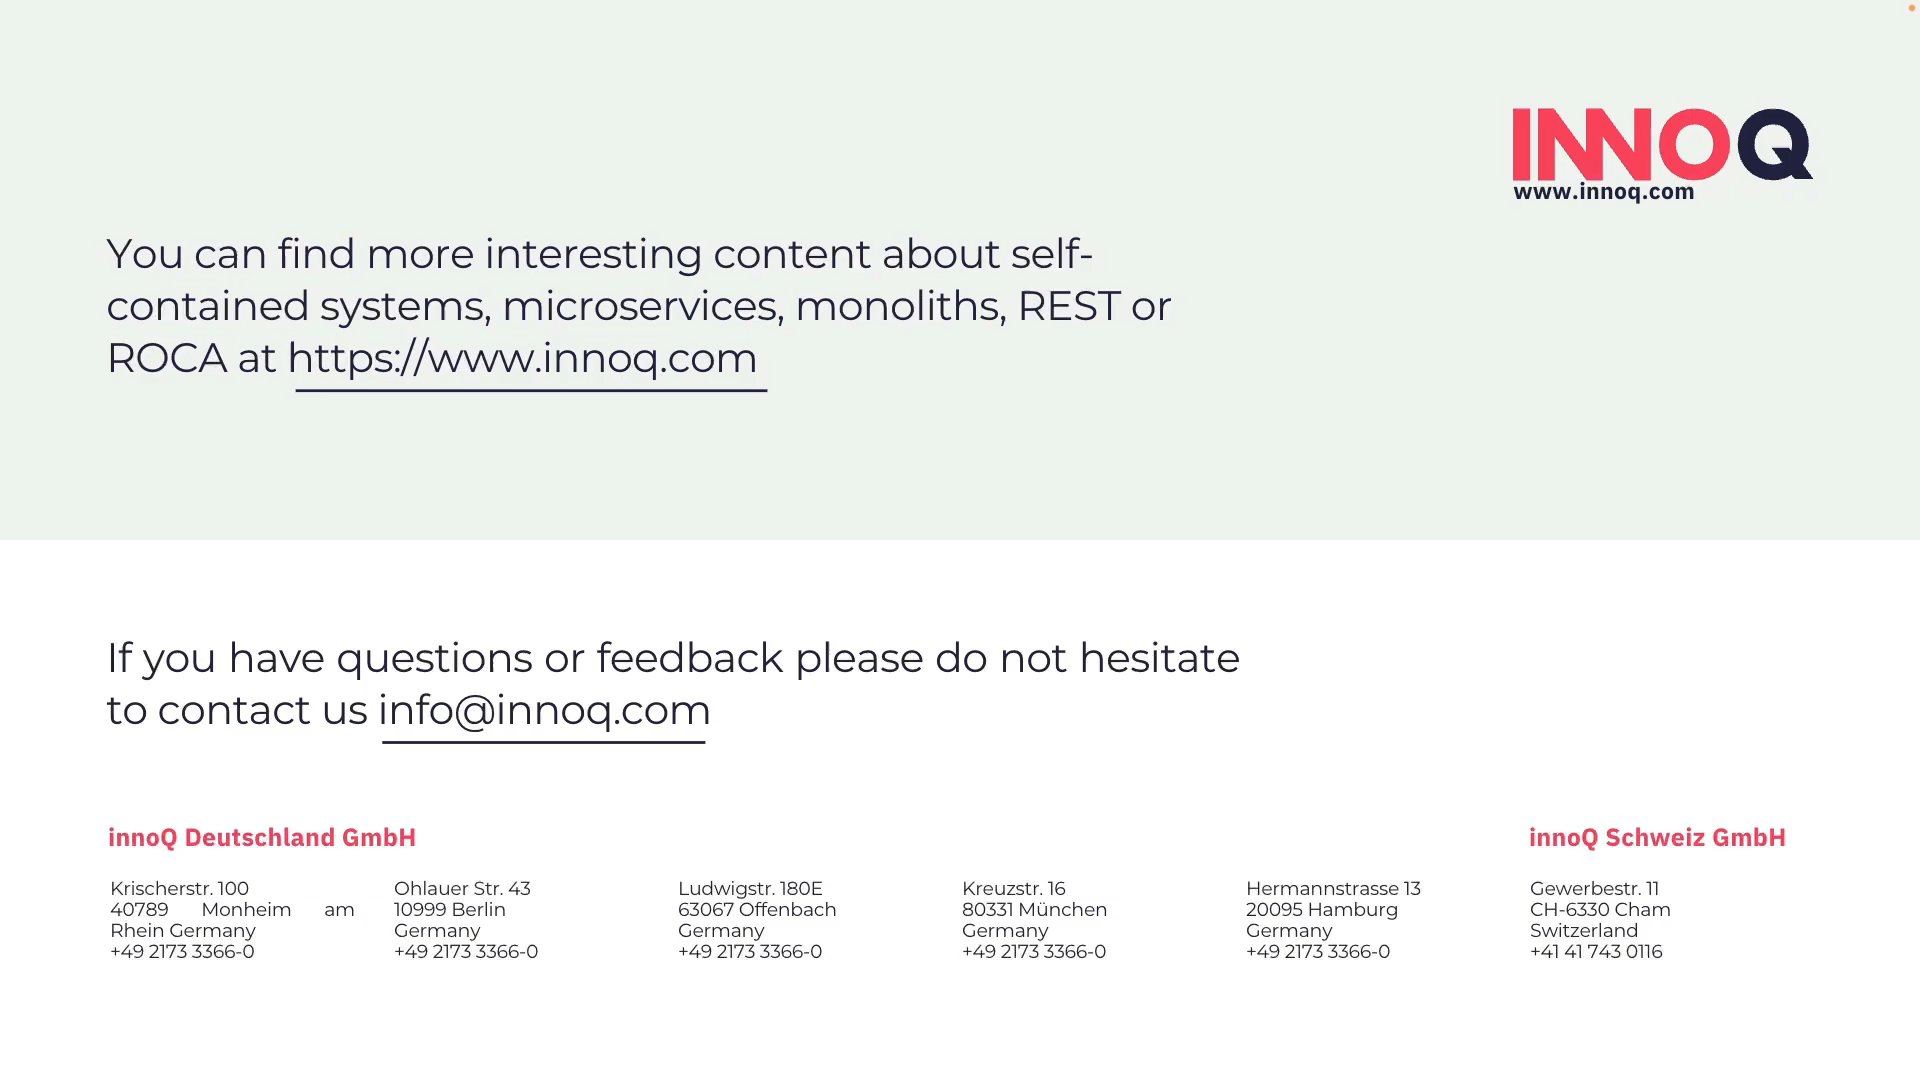 INNOQ
www.innoq.com
You can find more interesting content about self-
contained systems, microservices, monoliths, REST or
ROCA at https://www.innoq.com
If you have questions or feedback please do not hesitate
to contact us info@innoq.com
innoQ Deutschland GmbH
Krischerstr. 100
40789 Monheim am
Rhein Germany
+49 2173 3366-0
Ohlauer Str. 43
10999 Berlin
Germany
+49 2173 3366-0
Ludwigstr. 180E
63067 Offenbach
Germany
+49 2173 3366-0
Kreuzstr. 16
80331 München
Germany
+49 2173 3366-0
Hermannstrasse 13
20095 Hamburg
Germany
+49 2173 3366-0
innoQ Schweiz GmbH
Gewerbestr. 11
CH-6330 Cham
Switzerland
+41 41 743 0116